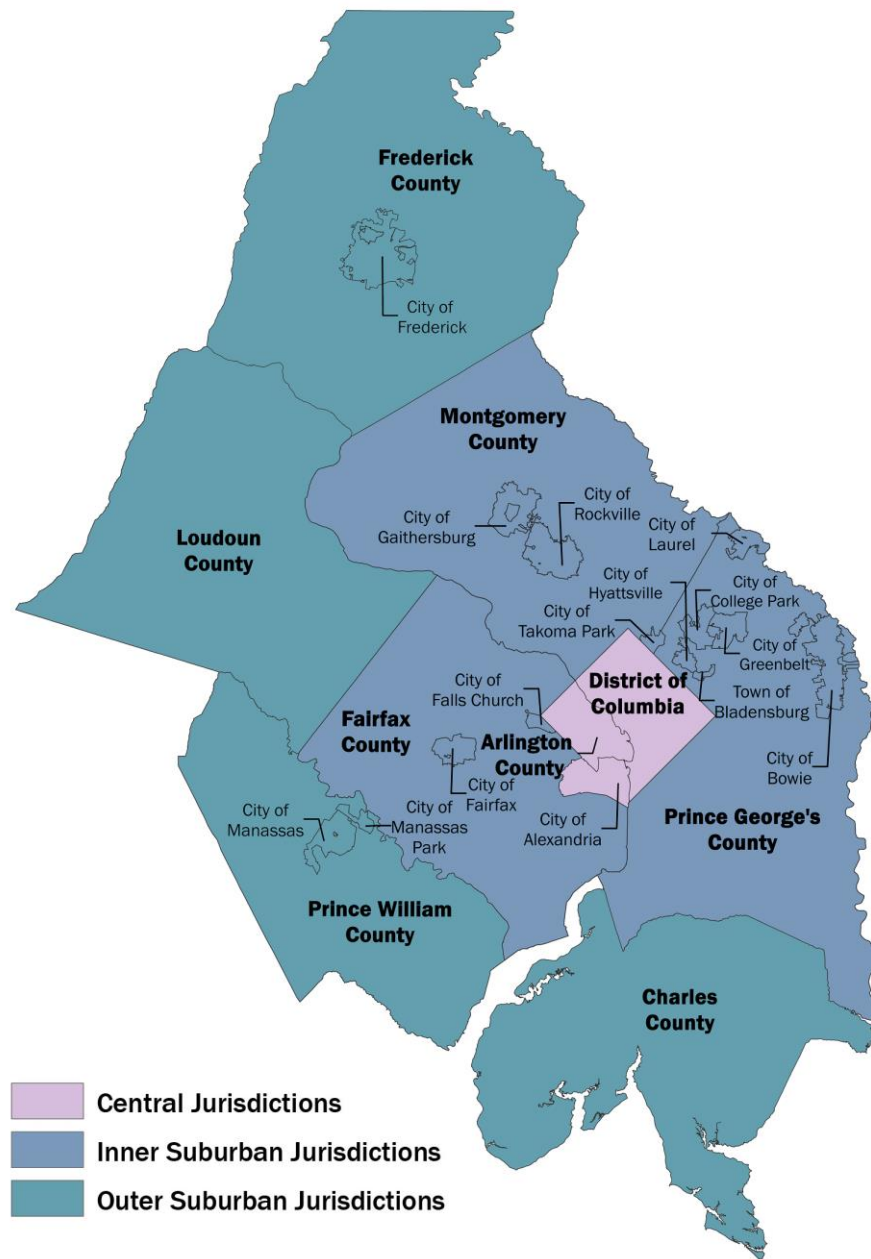 Frederick
County
City of
Frederick
Montgomery
County
City of
Rockville
City of
Gaithersburg
City of
Laurel
Loudoun
County
City of
Hyattsville
City of
College Park
City of
Takoma Park
City of
Greenbelt
City of
Falls Church
District of
Columbia
Town of
Bladensburg
Fairfax
County
Arlington
County
City of
Bowie
City of
Fairfax
City of
Manassas
City of
Manassas
Park
City of
Alexandria
Prince George's
County
Prince William
County
Charles
County
Central Jurisdictions
Inner Suburban Jurisdictions
Outer Suburban Jurisdictions